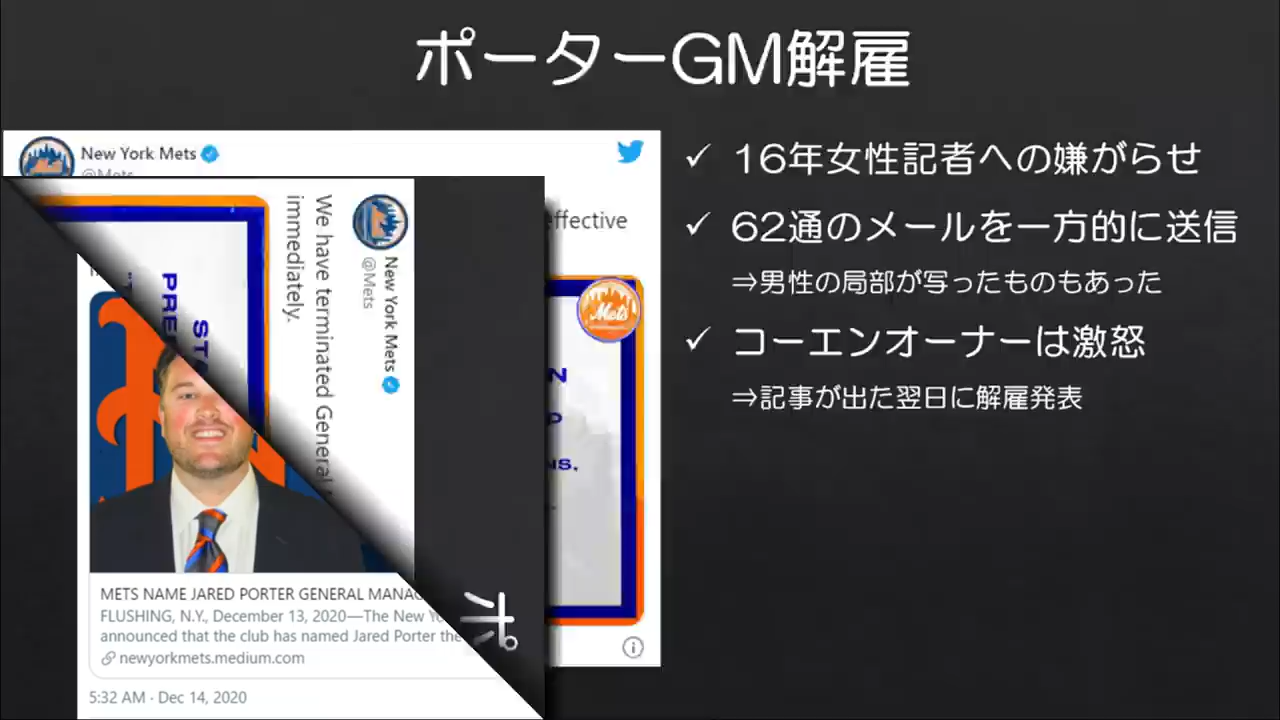 ポーターGM解雇
New York Mets
@Mets
effective
Mets
New York Mets
@Mets
We have terminated General
immediately.
METS NAME JARED PORTER GENERAL
FLUSHING, N.Y., December 13, 2020—The New
announced that the club has named Jared Porter the
newyorkmets.medium.com
5:32 AM · Dec 14, 2020
ポ
✓ 16年女性記者への嫌がらせ
✓ 62通のメールを一方的に送信
⇒男性の局部が写ったものもあった
✓ コーエンオーナーは激怒
⇒記事が出た翌日に解雇発表